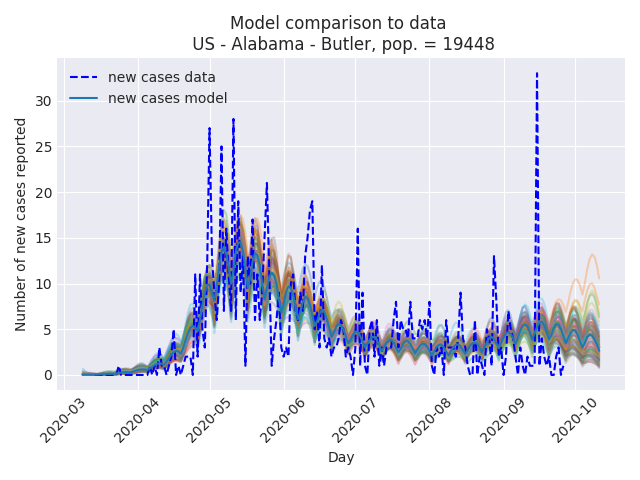 Model comparison to data
US - Alabama - Butler, pop. = 19448
new cases data
new cases model
Number of new cases reported
30
25
20
15
10
5
0
2020-03
2020-04
2020-05
2020-06
2020-07
2020-08
2020-09
2020-10
Day